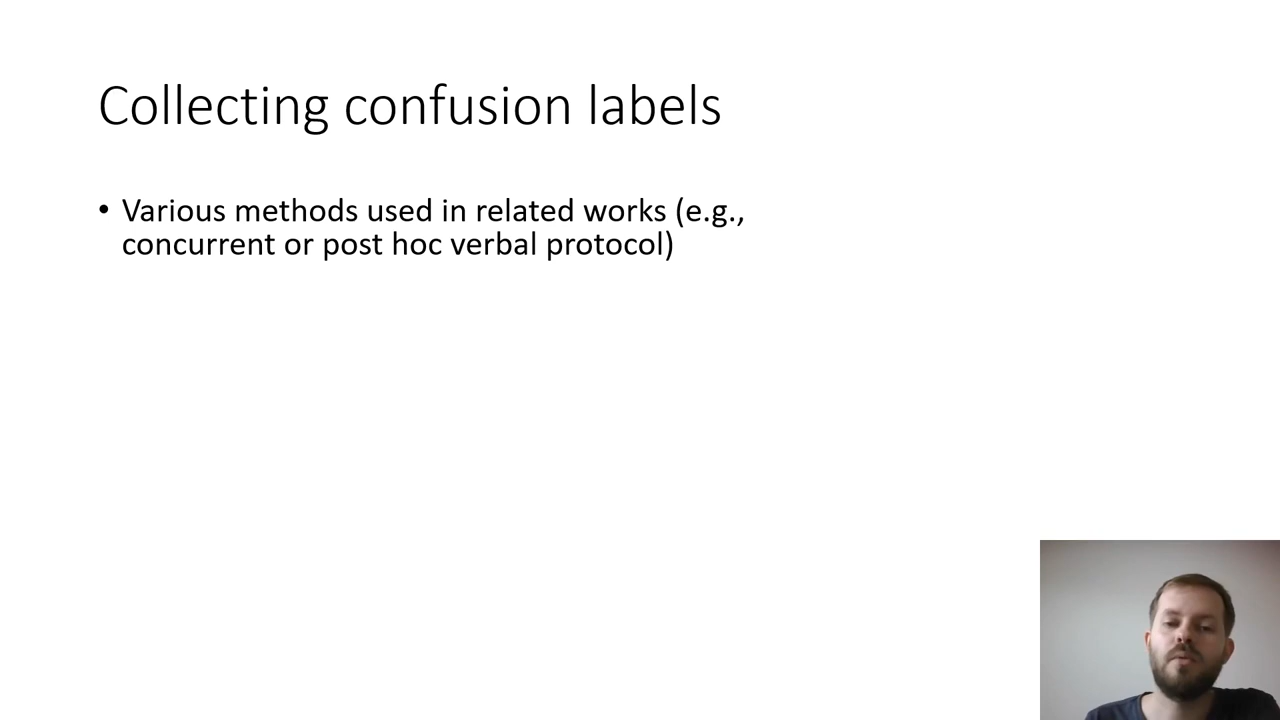 Collecting confusion labels
• Various methods used in related works (e.g.,
concurrent or post hoc verbal protocol)